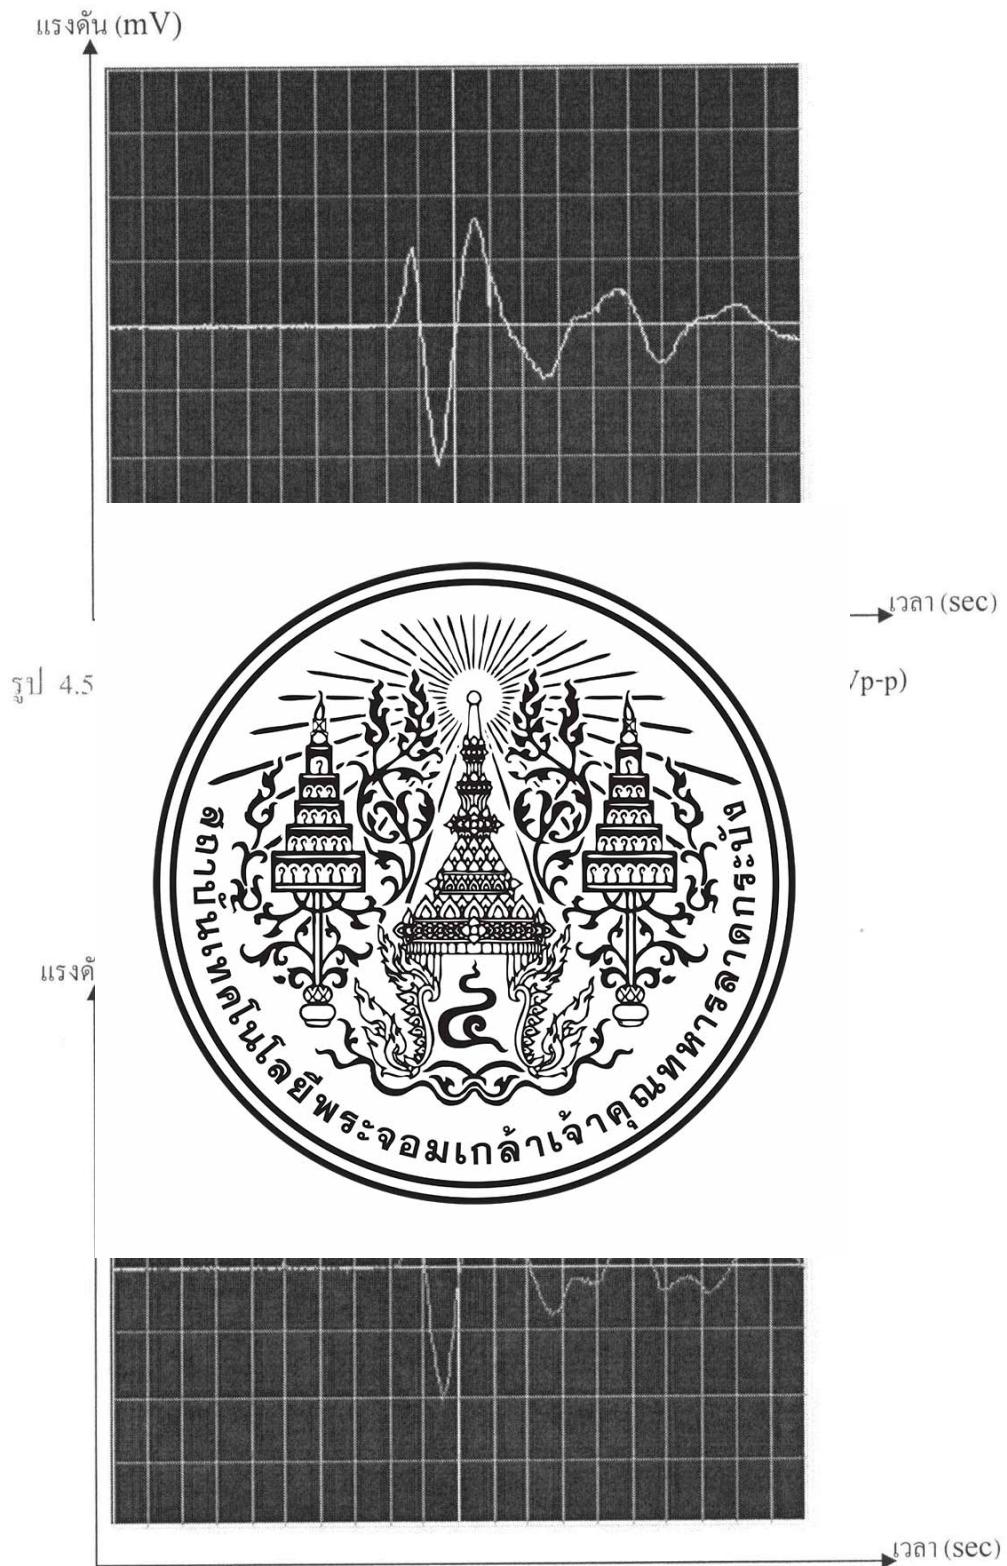 แรงดัน (mV)
เวลา (sec)
รูป 4.5
Vp-p)
สถาบันเทคโนโลยีพระจอมเกล้าเจ้าคุณทหารลาดกระบัง
แรงดั
เวลา (sec)